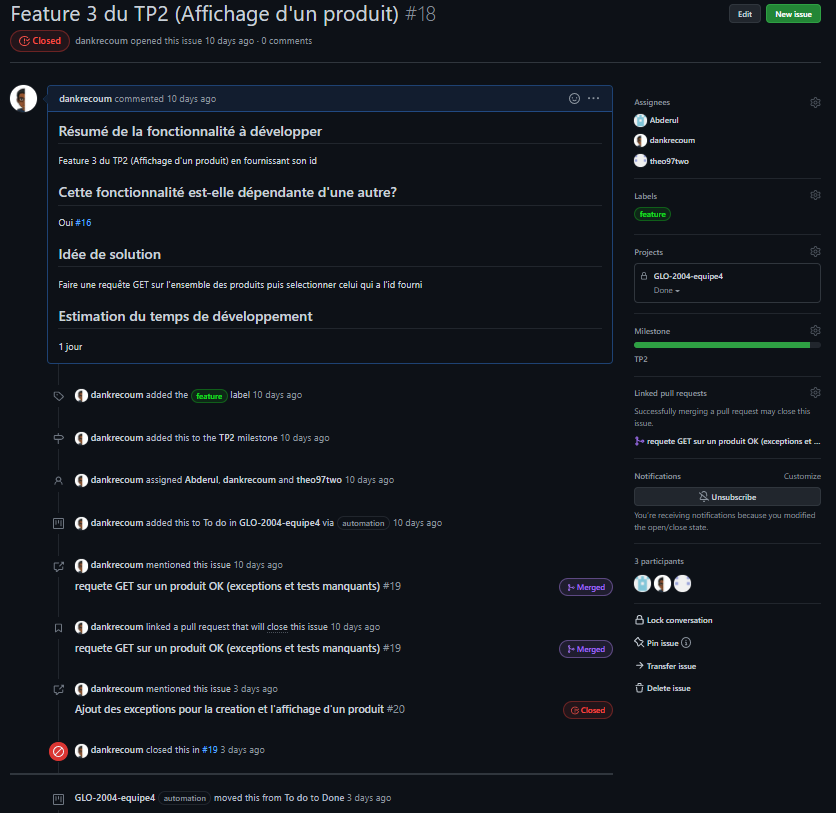 Feature 3 du TP2 (Affichage d'un produit) #18
Edit
New issue
Closed
dankrecoum opened this issue 10 days ago · 0 comments
dankrecoum commented 10 days ago
Résumé de la fonctionnalité à développer
Feature 3 du TP2 (Affichage d'un produit) en fournissant son id
Cette fonctionnalité est-elle dépendante d'une autre?
Oui #16
Idée de solution
Faire une requête GET sur l'ensemble des produits puis selectionner celui qui a l'id fourni
Estimation du temps de développement
1 jour
dankrecoum added the feature label 10 days ago
dankrecoum added this to the TP2 milestone 10 days ago
dankrecoum assigned Abderul, dankrecoum and theo97two 10 days ago
dankrecoum added this to To do in GLO-2004-equipe4 via automation 10 days ago
dankrecoum mentioned this issue 10 days ago
requete GET sur un produit OK (exceptions et tests manquants) #19
Merged
dankrecoum linked a pull request that will close this issue 10 days ago
requete GET sur un produit OK (exceptions et tests manquants) #19
Merged
dankrecoum mentioned this issue 3 days ago
Ajout des exceptions pour la creation et l'affichage d'un produit #20
Closed
dankrecoum closed this in #19 3 days ago
GLO-2004-equipe4 automation moved this from To do to Done 3 days ago
Assignees
Abderul
dankrecoum
theo97two
Labels
feature
Projects
GLO-2004-equipe4
Done
Milestone
TP2
Linked pull requests
Successfully merging a pull request may close this
issue.
requete GET sur un produit OK (exceptions et ...
Notifications
Customize
Unsubscribe
You're receiving notifications because you modified
the open/close state.
3 participants
Lock conversation
Pin issue
Transfer issue
Delete issue